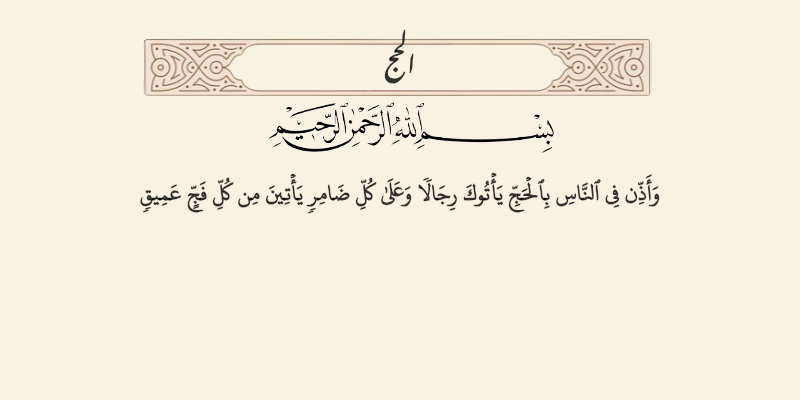 الحج
بِسْمِ اللَّهِ الرَّحْمَٰنِ الرَّحِيمِ
وَأَذِّن فِى ٱلنَّاسِ بِٱلْحَجِّ يَأْتُوكَ رِجَالًا وَعَلَىٰ كُلِّ ضَامِرٍ يَأْتِينَ مِن كُلِّ فَجٍّ عَمِيقٍ